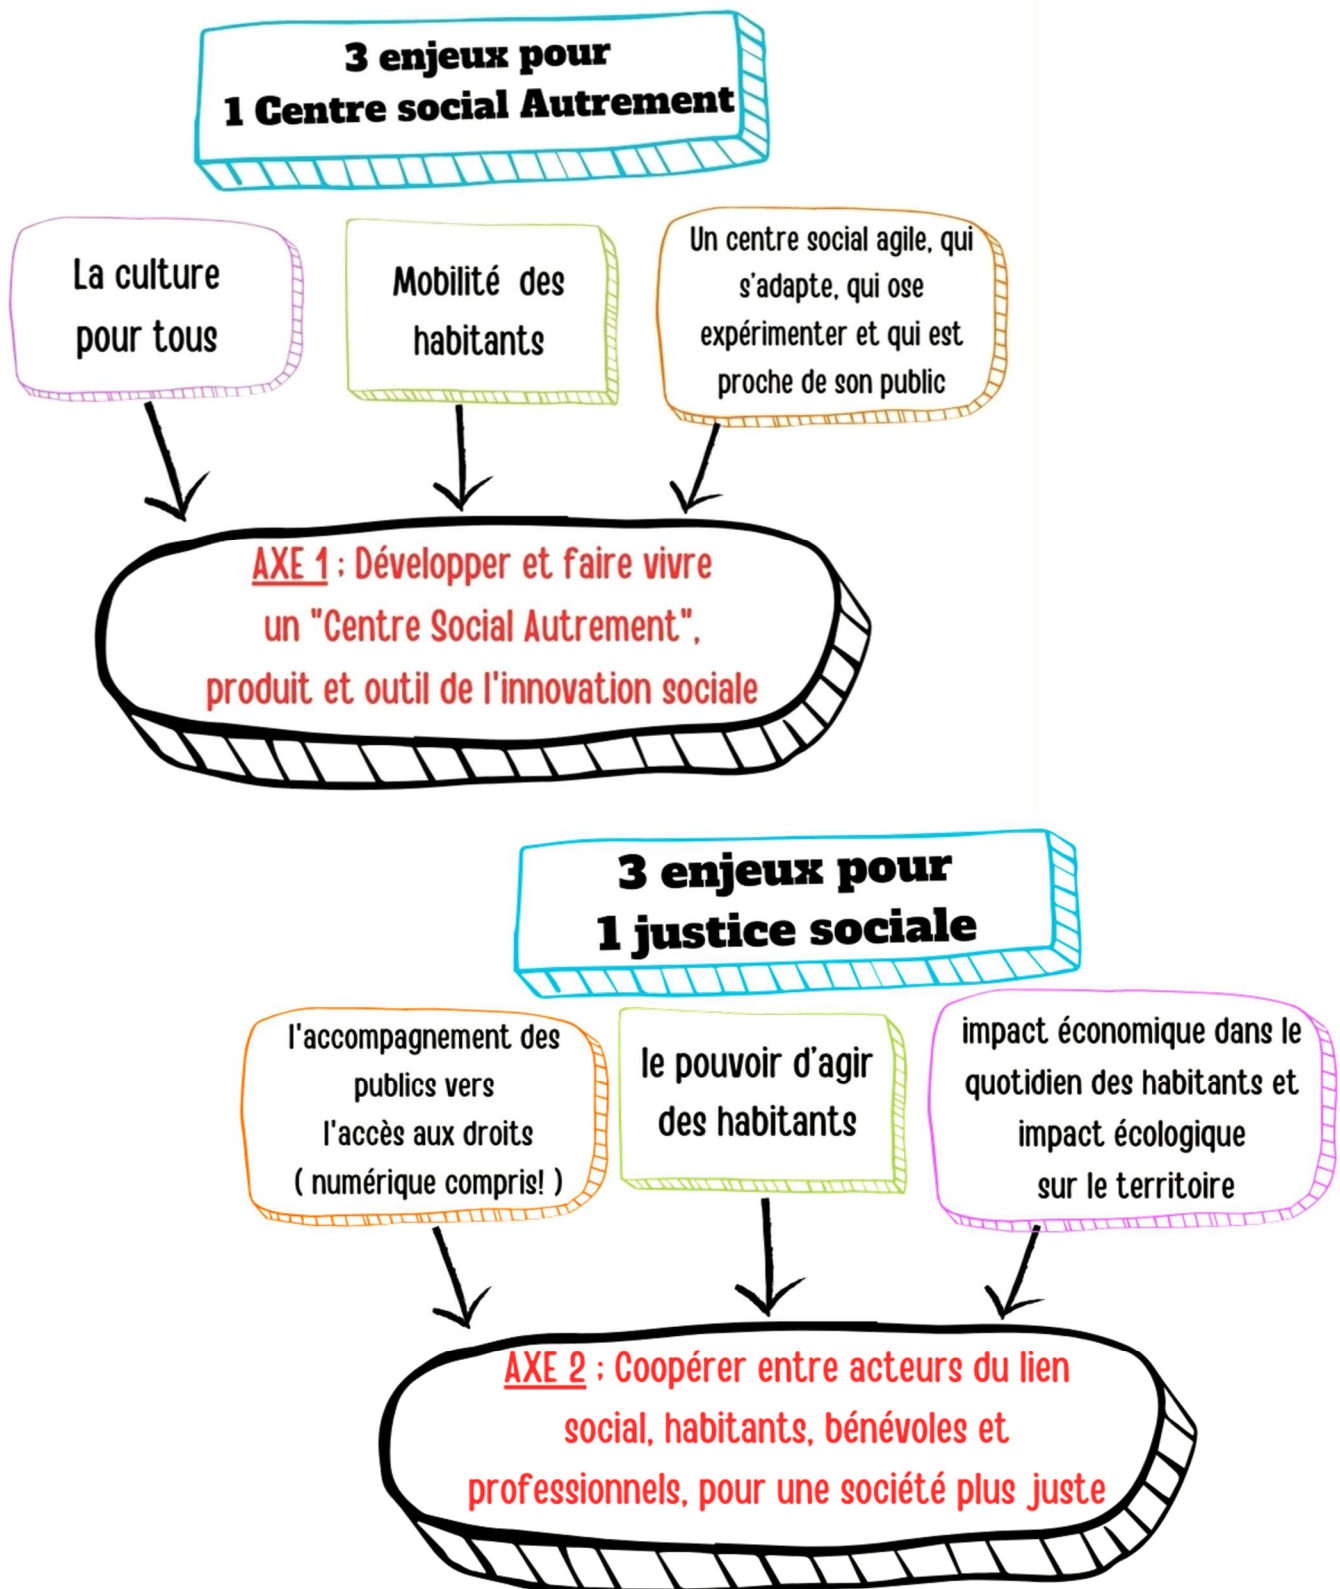 3 enjeux pour
1 Centre social Autrement
La culture
pour tous
Mobilité des
habitants
Un centre social agile, qui
s'adapte, qui ose
expérimenter et qui est
proche de son public
AXE 1 : Développer et faire vivre
un "Centre Social Autrement",
produit et outil de l'innovation sociale
3 enjeux pour
1 justice sociale
l'accompagnement des
publics vers
l'accès aux droits
( numérique compris! )
le pouvoir d'agir
des habitants
impact économique dans le
quotidien des habitants et
impact écologique
sur le territoire
AXE 2 : Coopérer entre acteurs du lien
social, habitants, bénévoles et
professionnels, pour une société plus juste